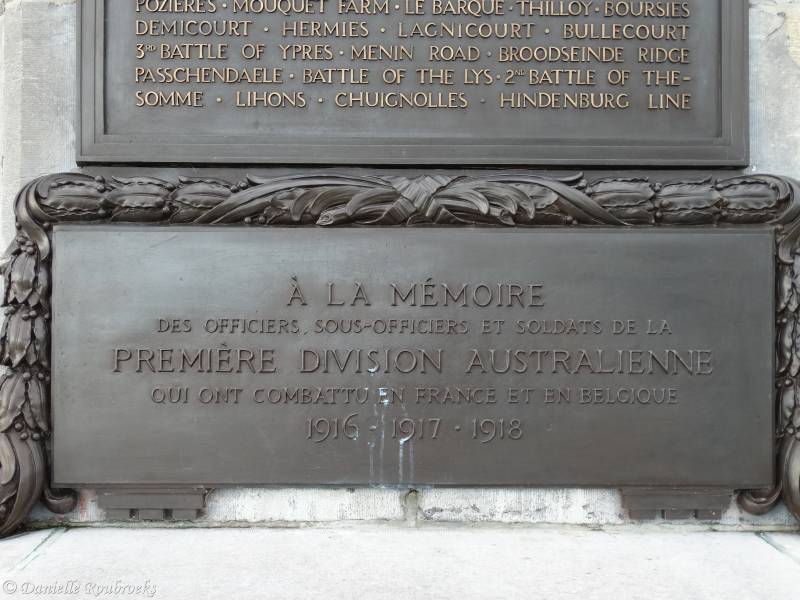 POZIÈRES · MOUQUET FARM · LE BARQUE · THILLOY · BOURSIES
DEMICOURT · HERMIES · LAGNICOURT · BULLECOURT
3RD BATTLE OF YPRES · MENIN ROAD · BROODSEINDE RIDGE
PASSCHENDAELE · BATTLE OF THE LYS · 2ND BATTLE OF THE-
SOMME · LIHONS · CHUIGNOLLES · HINDENBURG LINE
À LA MÉMOIRE
DES OFFICIERS, SOUS-OFFICIERS ET SOLDATS DE LA
PREMIÈRE DIVISION AUSTRALIENNE
QUI ONT COMBATTU EN FRANCE ET EN BELGIQUE
1916 · 1917 · 1918
© Danielle Roubroeks